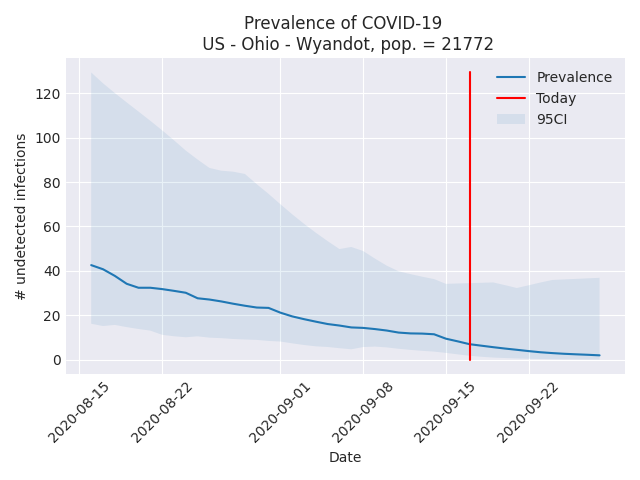 Prevalence of COVID-19
US - Ohio - Wyandot, pop. = 21772
Prevalence
Today
95CI
# undetected infections
120
100
80
60
40
20
0
2020-08-15
2020-08-22
2020-09-01
2020-09-08
2020-09-15
2020-09-22
Date